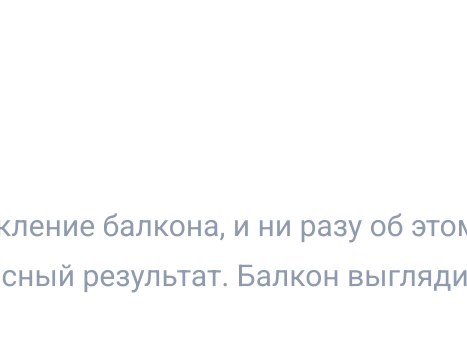 кление балкона, и ни разу об этом
сный результат. Балкон выгляди